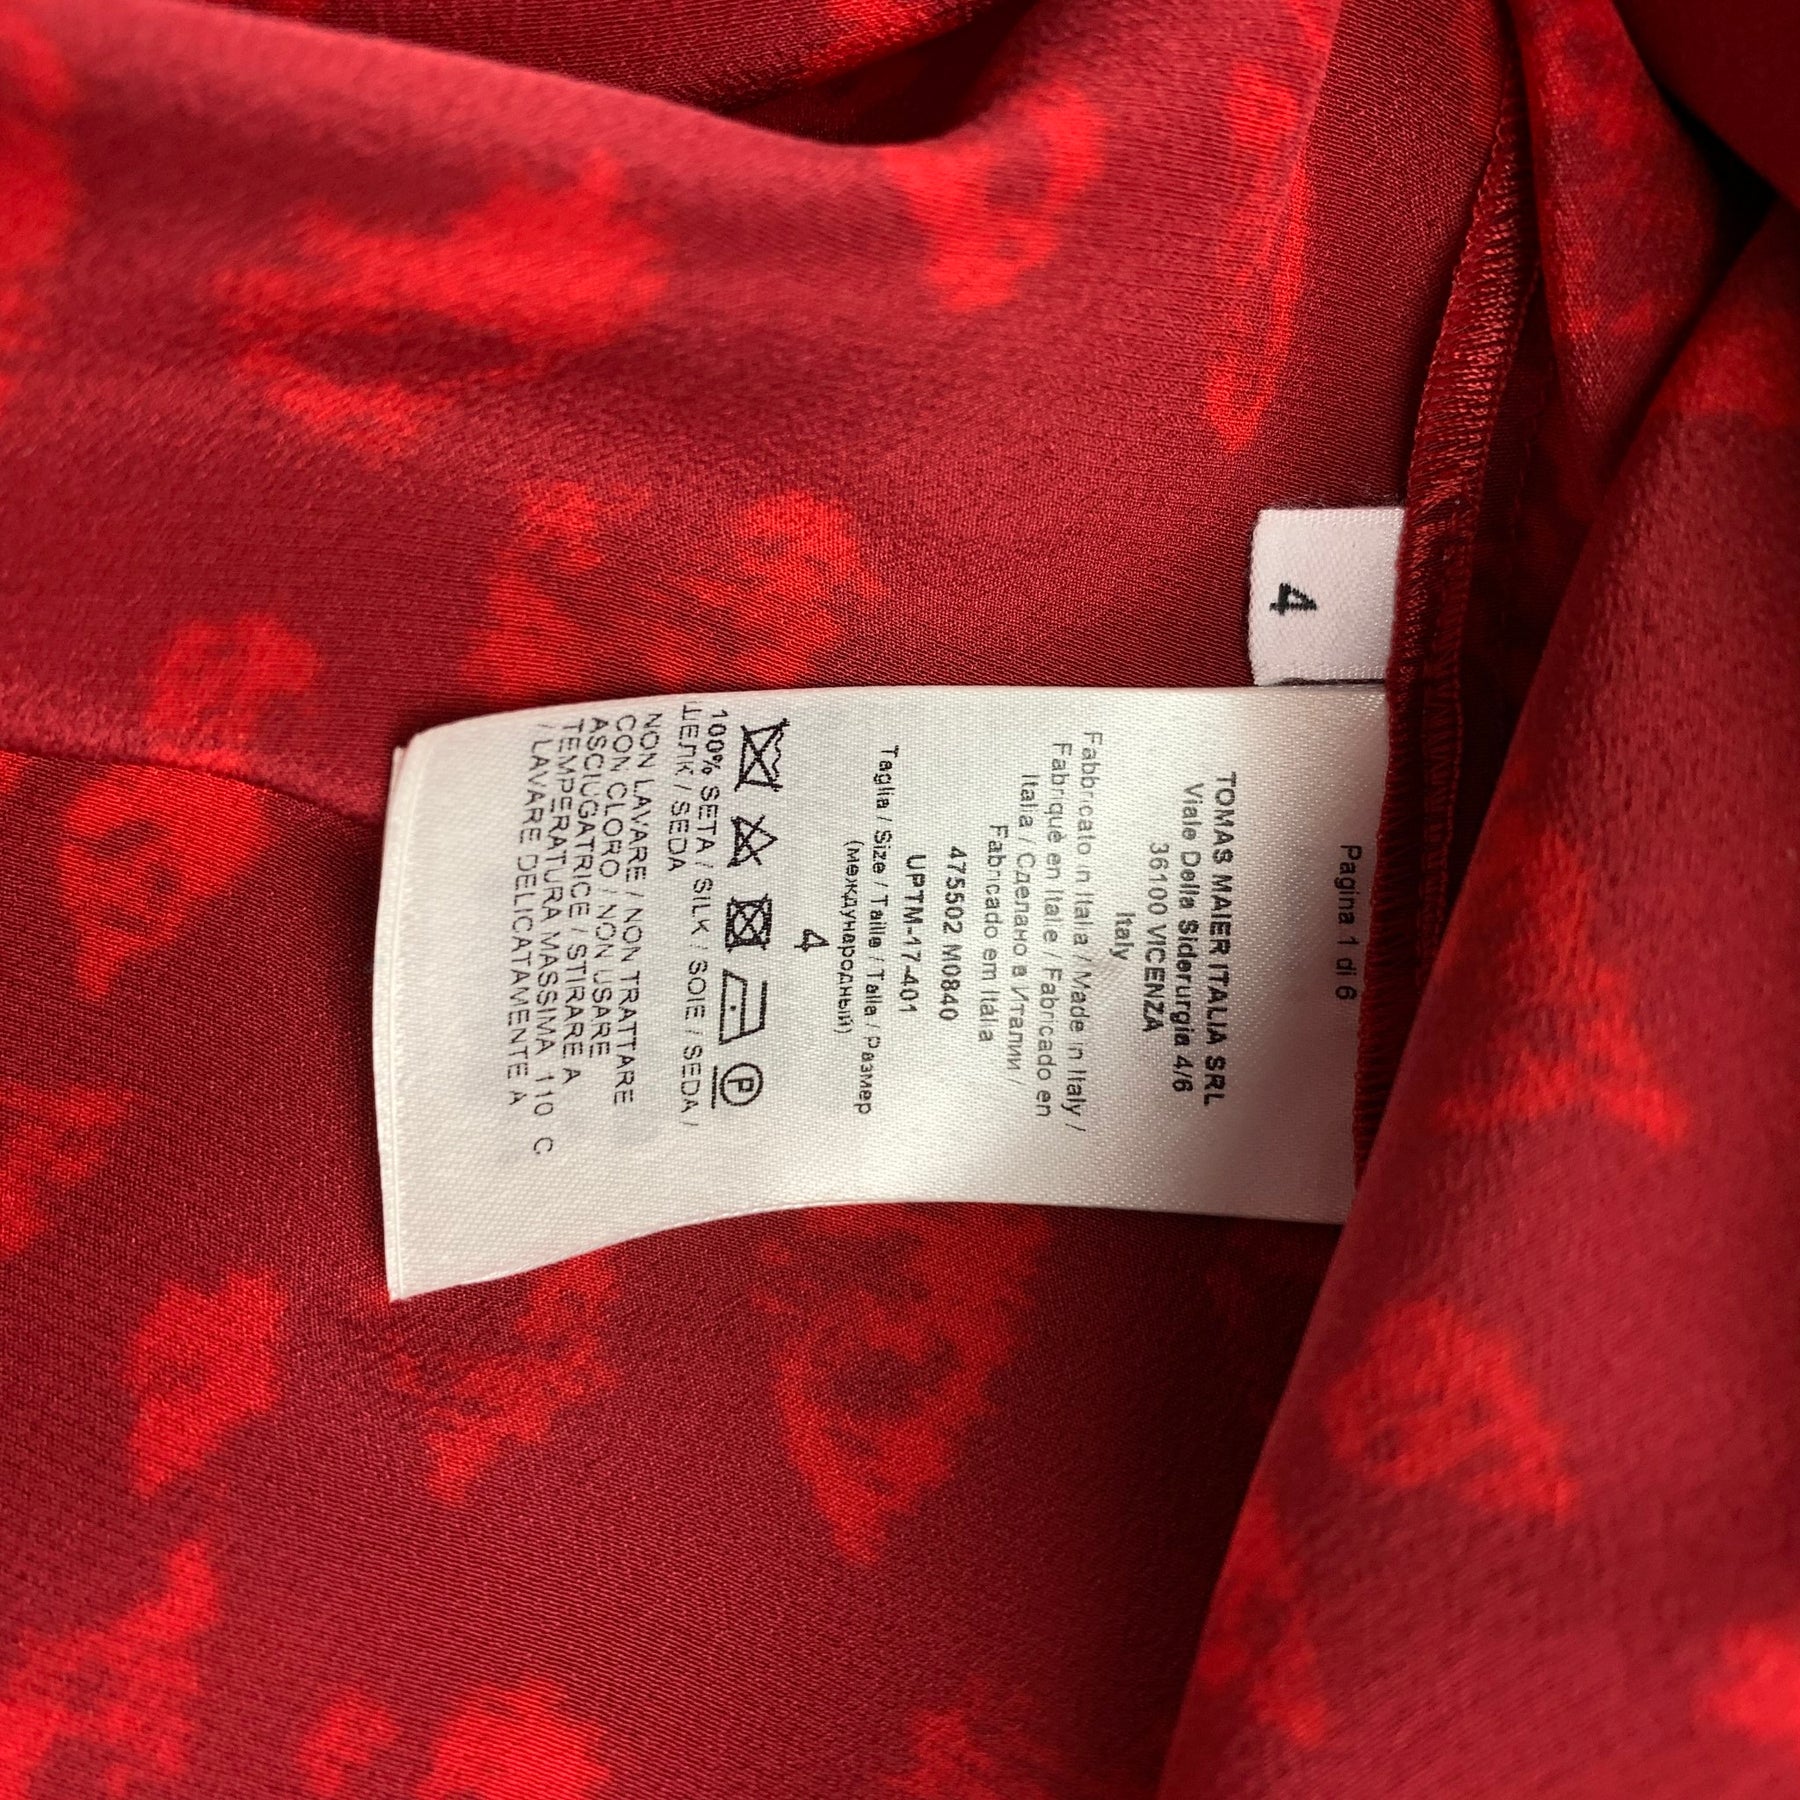 4
Pagina 1 di 6
TOMAS MAIER ITALIA SRL
Viale Della Siderurgia 4/6
36100 VICENZA
Italy
Fabbricato in Italia / Made in Italy /
Fabriqué en Italie / Fabricado en
Italia / Сделано в Италии /
Fabricado em Itália
475502 M0840
UPTM-17-401
Taglia / Size / Taille / Talla / Размер
(международный)
4
P
100% SETA / SILK / SOIE / SEDA /
ШЕЛК / SEDA
NON LAVARE / NON TRATTARE
CON CLORO / NON USARE
ASCIUGATRICE / STIRARE A
TEMPERATURA MASSIMA 110 C
/ LAVARE DELICATAMENTE A